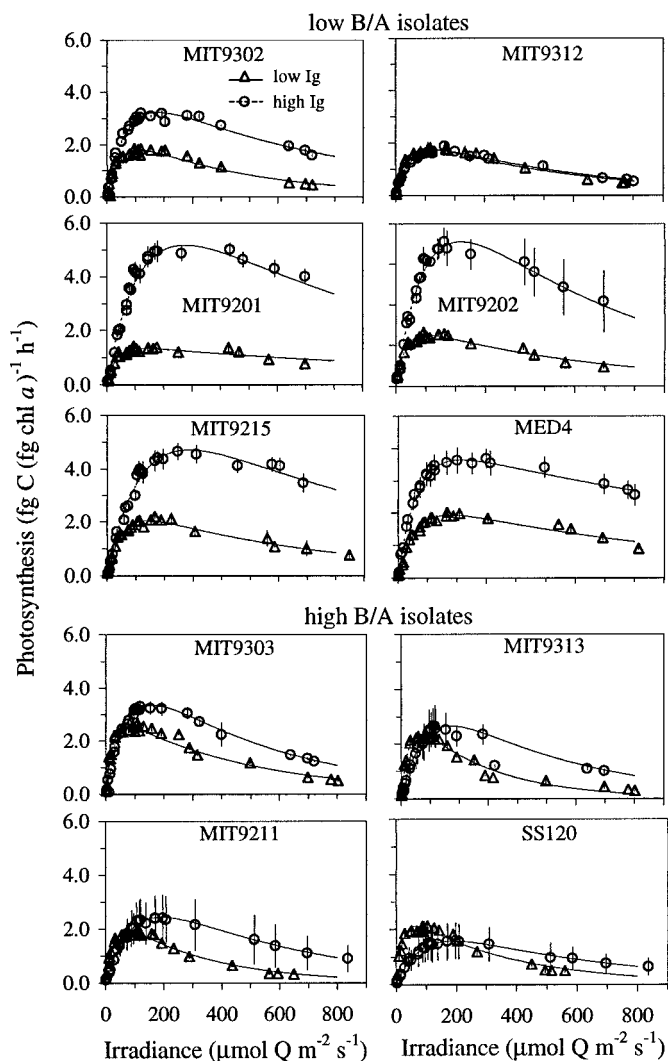 low B/A isolates
MIT9302
low Ig
high Ig
MIT9312
6.0
4.0
2.0
0.0
MIT9201
MIT9202
6.0
4.0
2.0
0.0
MIT9215
MED4
6.0
4.0
2.0
0.0
Photosynthesis (fg C (fg chl a)⁻¹ h⁻¹)
high B/A isolates
MIT9303
MIT9313
6.0
4.0
2.0
0.0
MIT9211
SS120
6.0
4.0
2.0
0.0
0 200 400 600 800 0 200 400 600 800
Irradiance (μmol Q m⁻² s⁻¹) Irradiance (μmol Q m⁻² s⁻¹)